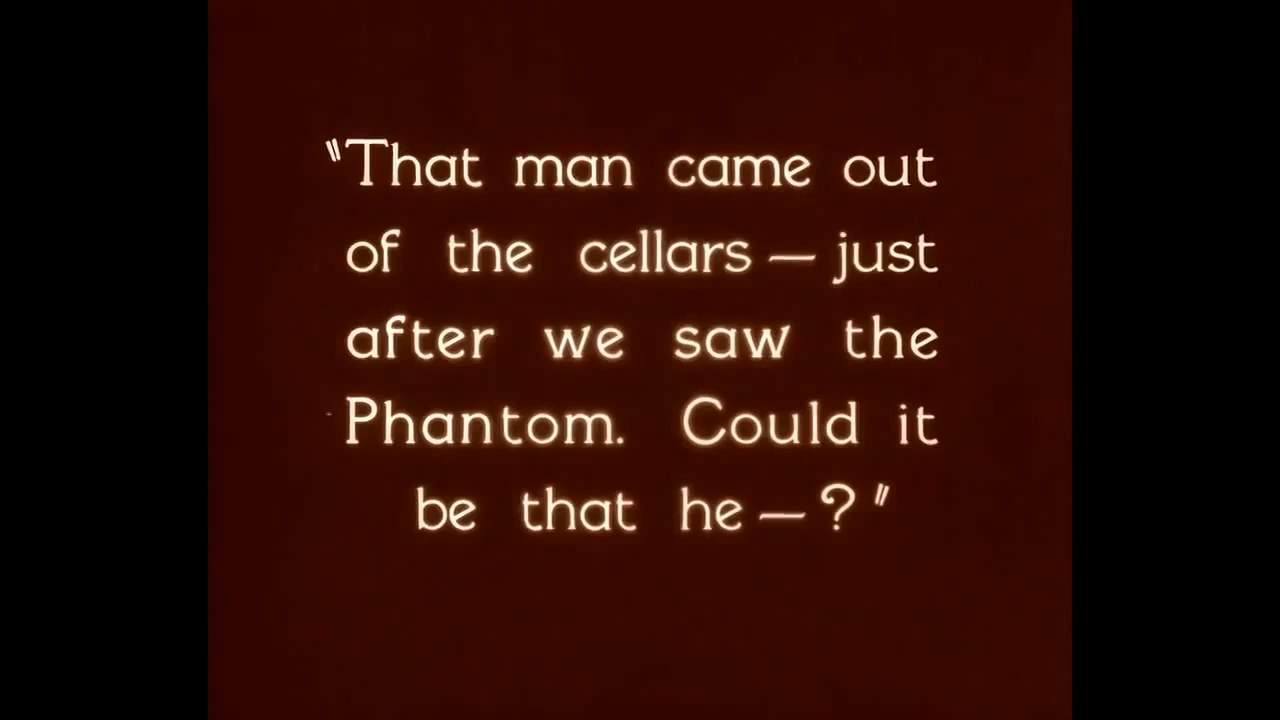 "That man came out
of the cellars — just
after we saw the
Phantom. Could it
be that he — ?"